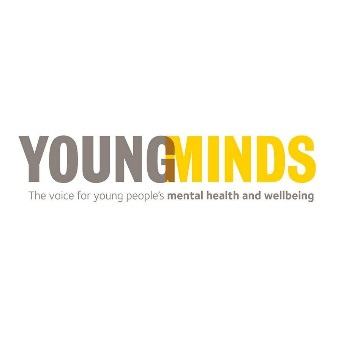 YOUNGMINDS
The voice for young people's mental health and wellbeing